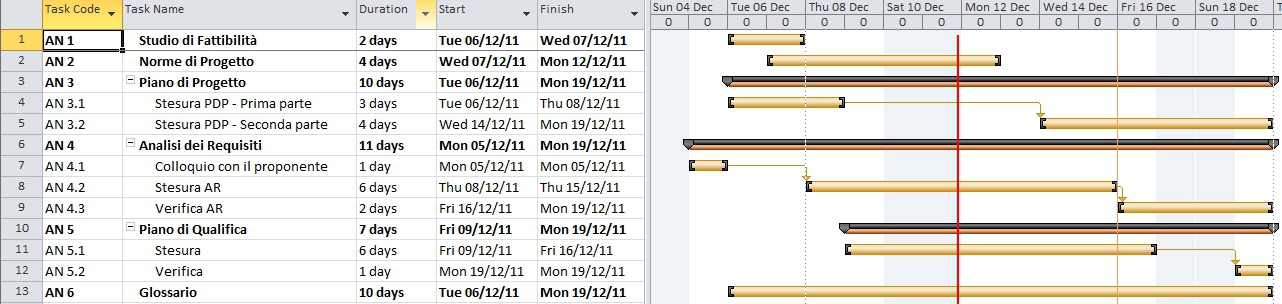 Task Code Task Name Duration Start Finish Sun 04 Dec Tue 06 Dec Thu 08 Dec Sat 10 Dec Mon 12 Dec Wed 14 Dec Fri 16 Dec Sun 18 Dec T
0 0 0 0 0 0 0 0 0 0 0 0 0 0 0 0
1 AN 1 Studio di Fattibilità 2 days Tue 06/12/11 Wed 07/12/11
2 AN 2 Norme di Progetto 4 days Wed 07/12/11 Mon 12/12/11
3 AN 3 Piano di Progetto 10 days Tue 06/12/11 Mon 19/12/11
4 AN 3.1 Stesura PDP - Prima parte 3 days Tue 06/12/11 Thu 08/12/11
5 AN 3.2 Stesura PDP - Seconda parte 4 days Wed 14/12/11 Mon 19/12/11
6 AN 4 Analisi dei Requisiti 11 days Mon 05/12/11 Mon 19/12/11
7 AN 4.1 Colloquio con il proponente 1 day Mon 05/12/11 Mon 05/12/11
8 AN 4.2 Stesura AR 6 days Thu 08/12/11 Thu 15/12/11
9 AN 4.3 Verifica AR 2 days Fri 16/12/11 Mon 19/12/11
10 AN 5 Piano di Qualifica 7 days Fri 09/12/11 Mon 19/12/11
11 AN 5.1 Stesura 6 days Fri 09/12/11 Fri 16/12/11
12 AN 5.2 Verifica 1 day Mon 19/12/11 Mon 19/12/11
13 AN 6 Glossario 10 days Tue 06/12/11 Mon 19/12/11